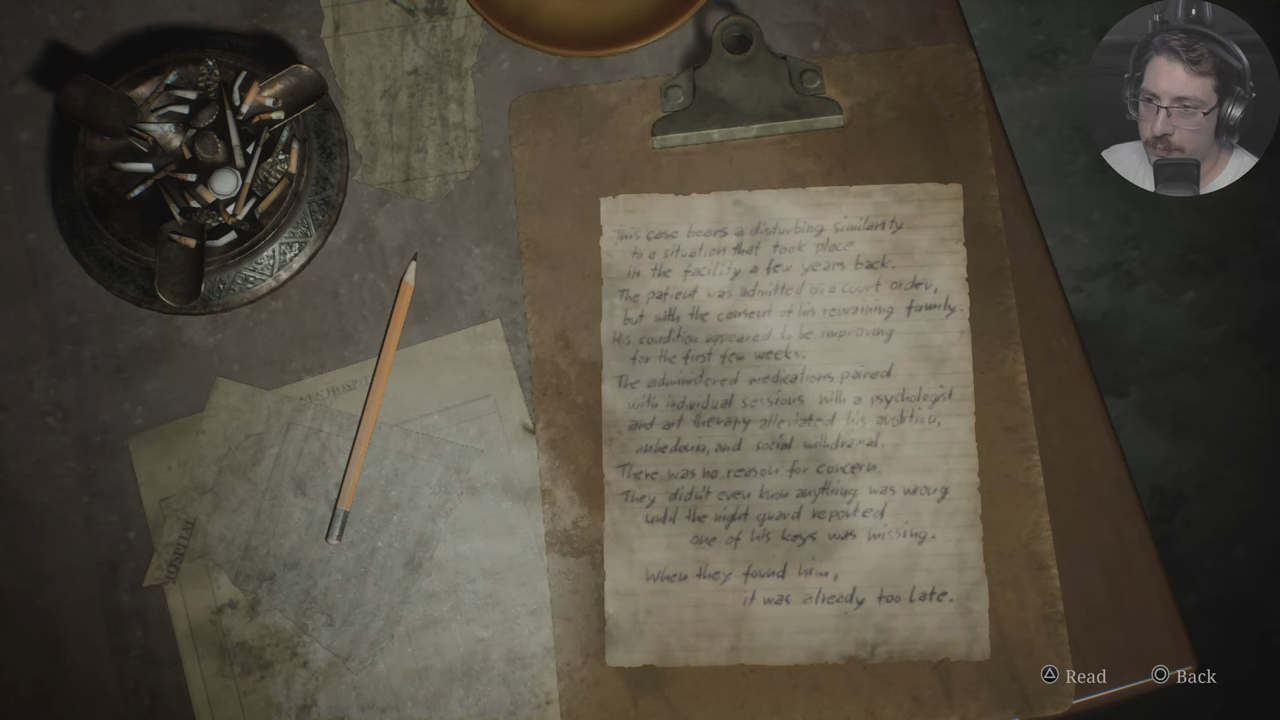 This case bears a disturbing similarity
to a situation that took place
in the facility a few years back.
The patient was admitted on a court order,
but with the consent of his remaining family.
His condition appeared to be improving
for the first few weeks.
The administered medications paired
with individual sessions with a psychologist
and art therapy alleviated his avolition,
anhedonia, and social withdrawal.
There was no reason for concern.
They didn't even know anything was wrong
until the night guard reported
one of his keys was missing.
When they found him,
it was already too late.
HOSPITAL
Read
Back